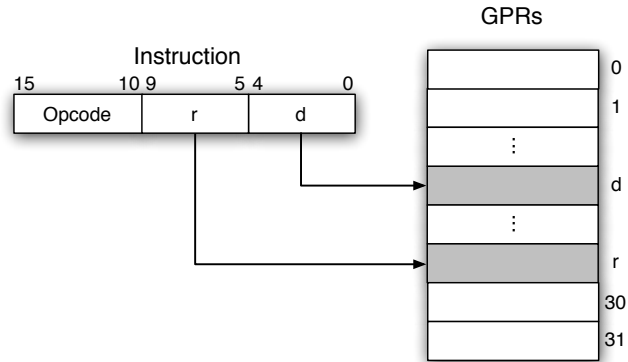 GPRs
Instruction
15 10 9 5 4 0
Opcode r d
0
1
⋮
d
⋮
r
30
31